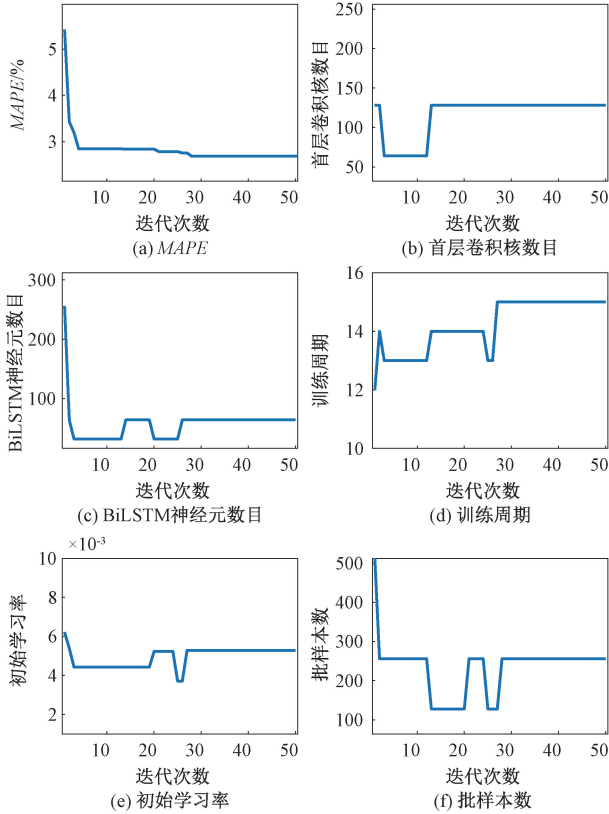 MAPE/%
5
4
3
10 20 30 40 50
迭代次数
(a) MAPE
首层卷积核数目
250
200
150
100
50
10 20 30 40 50
迭代次数
(b) 首层卷积核数目
BiLSTM神经元数目
300
200
100
10 20 30 40 50
迭代次数
(c) BiLSTM神经元数目
训练周期
16
14
12
10
10 20 30 40 50
迭代次数
(d) 训练周期
初始学习率
×10-3
10
8
6
4
2
10 20 30 40 50
迭代次数
(e) 初始学习率
批样本数
500
400
300
200
100
10 20 30 40 50
迭代次数
(f) 批样本数